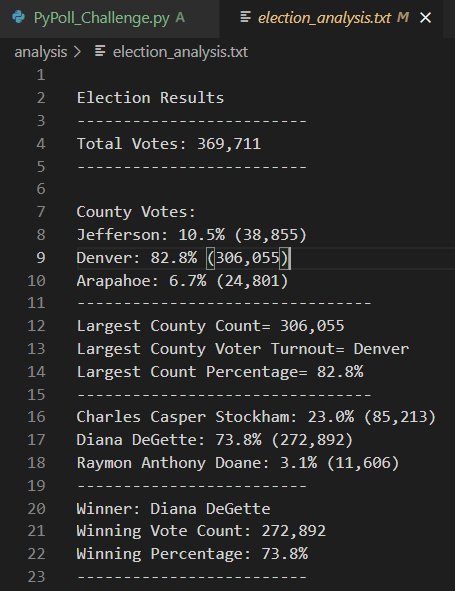 PyPoll_Challenge.py A election_analysis.txt M
analysis > election_analysis.txt
1
2 Election Results
3 -------------------------
4 Total Votes: 369,711
5 -------------------------
6
7 County Votes:
8 Jefferson: 10.5% (38,855)
9 Denver: 82.8% (306,055)
10 Arapahoe: 6.7% (24,801)
11 --------------------------------
12 Largest County Count= 306,055
13 Largest County Voter Turnout= Denver
14 Largest Count Percentage= 82.8%
15 --------------------------------
16 Charles Casper Stockham: 23.0% (85,213)
17 Diana DeGette: 73.8% (272,892)
18 Raymon Anthony Doane: 3.1% (11,606)
19 -------------------------
20 Winner: Diana DeGette
21 Winning Vote Count: 272,892
22 Winning Percentage: 73.8%
23 -------------------------